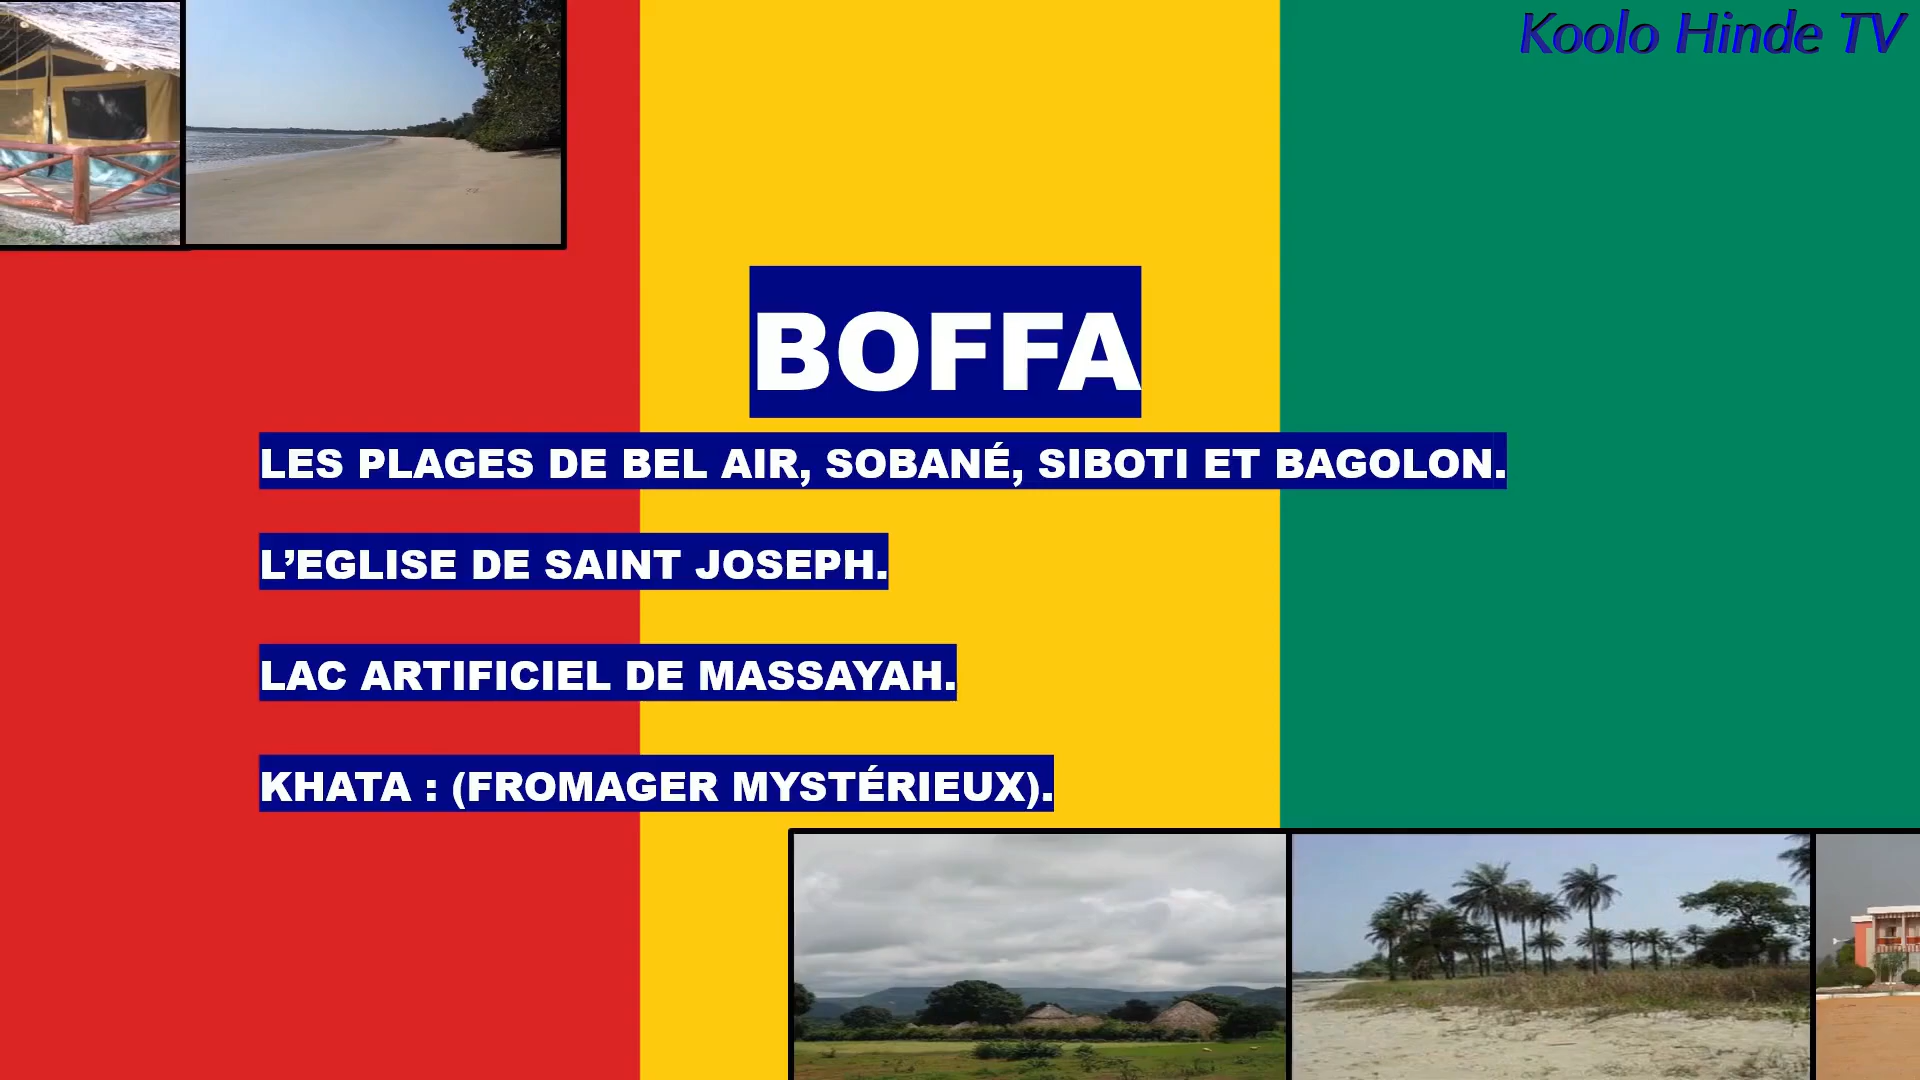 Koolo Hinde TV
BOFFA
LES PLAGES DE BEL AIR, SOBANÉ, SIBOTI ET BAGOLON.
L’EGLISE DE SAINT JOSEPH.
LAC ARTIFICIEL DE MASSAYAH.
KHATA : (FROMAGER MYSTÉRIEUX).